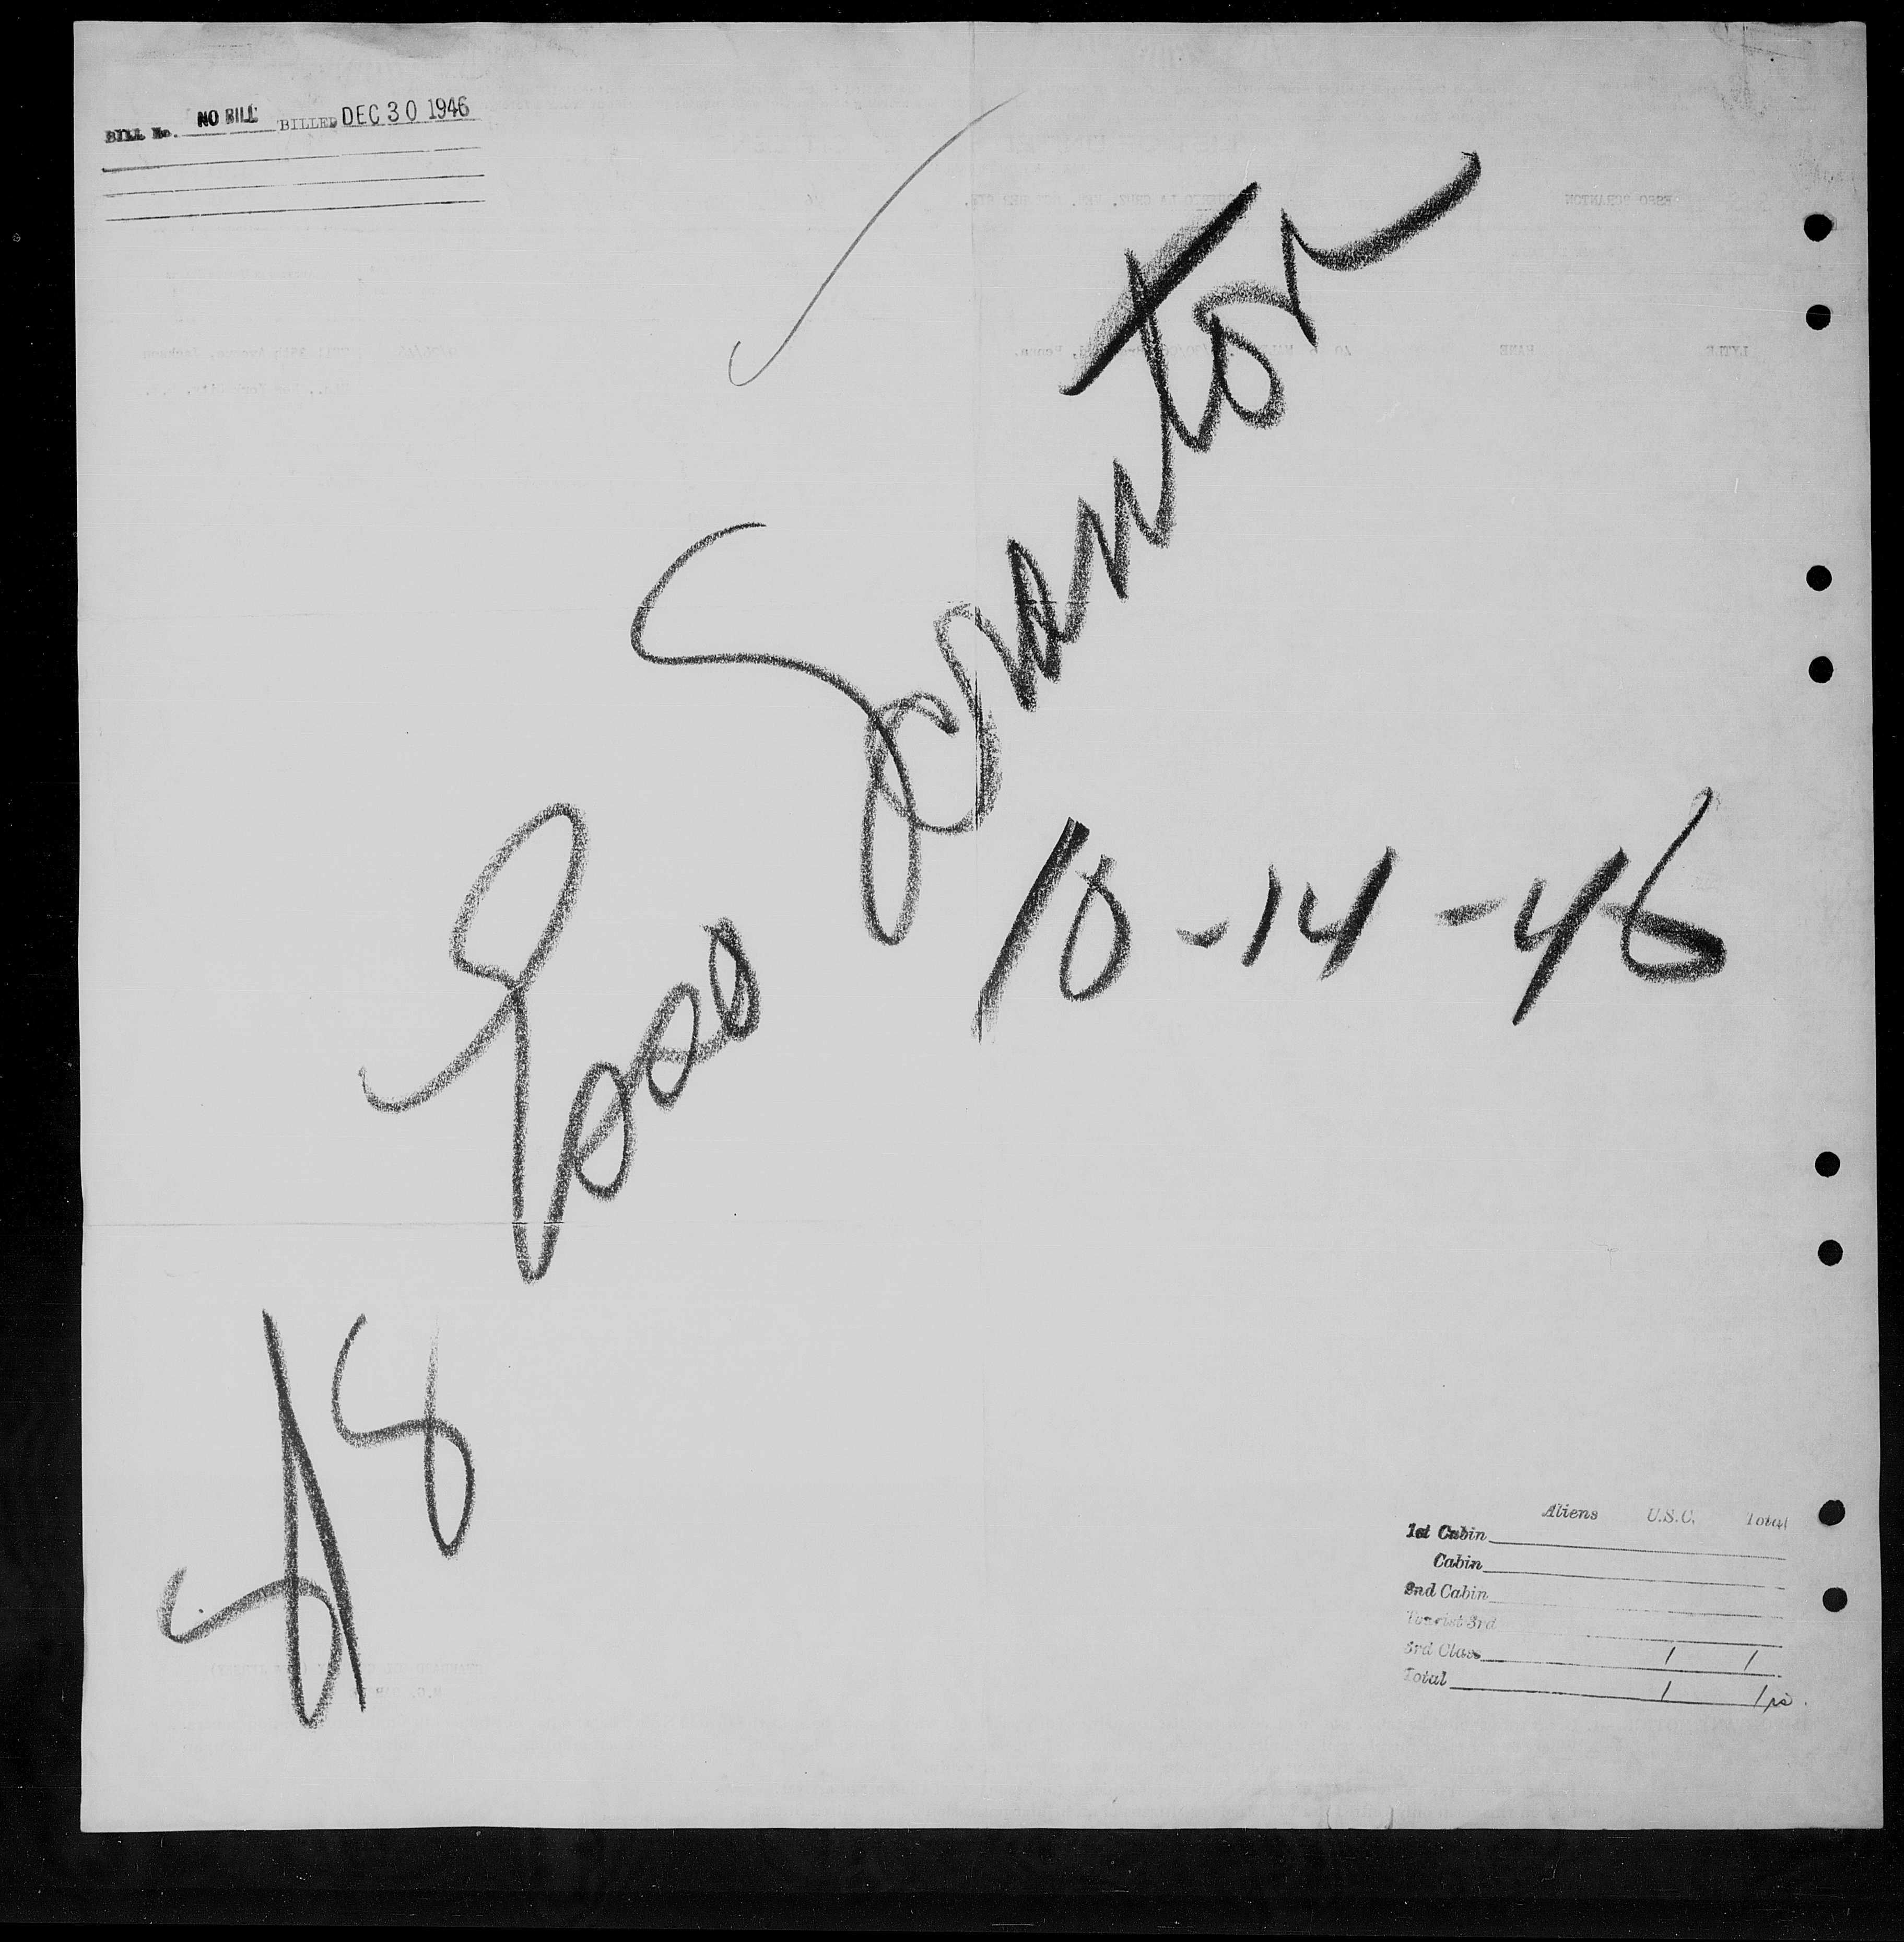 BILL No. NO BILL BILLED DEC 30 1946
SS
Esso
Scranton
10-14-46
Aliens U.S.C. Total
1st Cabin
Cabin
2nd Cabin
Tourist 3rd
3rd Class 1 1
Total 1 1